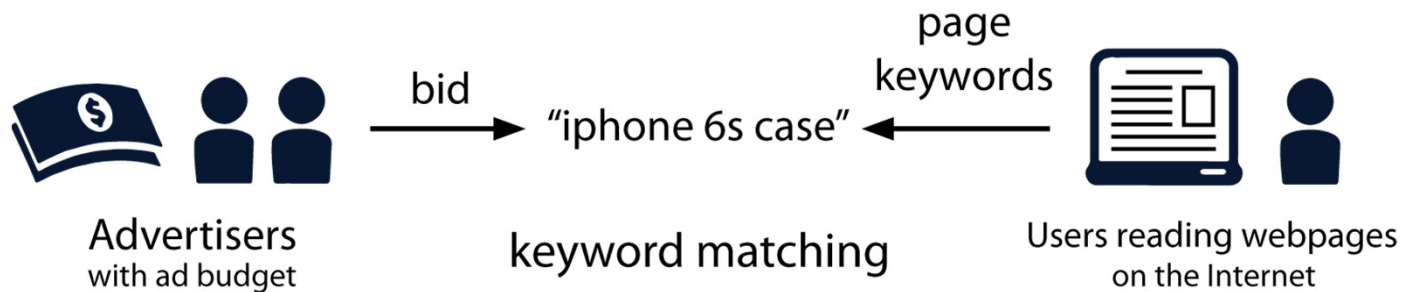 bid
“iphone 6s case”
page
keywords
$
Advertisers
with ad budget
keyword matching
Users reading webpages
on the Internet